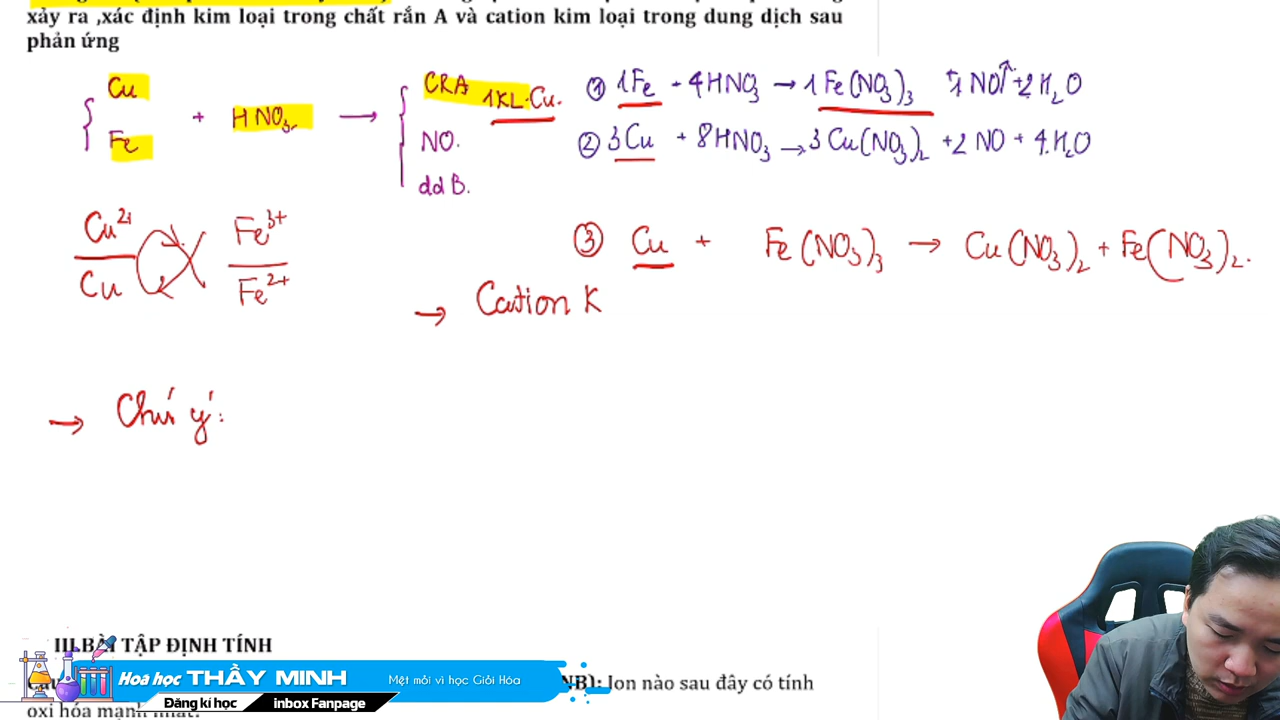 xảy ra ,xác định kim loại trong chất rắn A và cation kim loại trong dung dịch sau
phản ứng
Cu
Fe
+ HNO3 →
CRA 1KL.Cu.
NO.
dd B.
① 1Fe + 4HNO3 → 1Fe(NO3)3 + 1NO↑ + 2H2O
② 3Cu + 8HNO3 → 3Cu(NO3)2 + 2NO + 4H2O
Cu2+
Cu
Fe3+
Fe2+
③ Cu + Fe(NO3)3 → Cu(NO3)2 + Fe(NO3)2.
→ Cation K
→ Chú ý:
III.BÀI TẬP ĐỊNH TÍNH
Hoá học THẦY MINH
Mệt mỏi vì học Giỏi Hóa
NB): Ion nào sau đây có tính
Đăng kí học
inbox Fanpage
oxi hóa mạnh nhất.